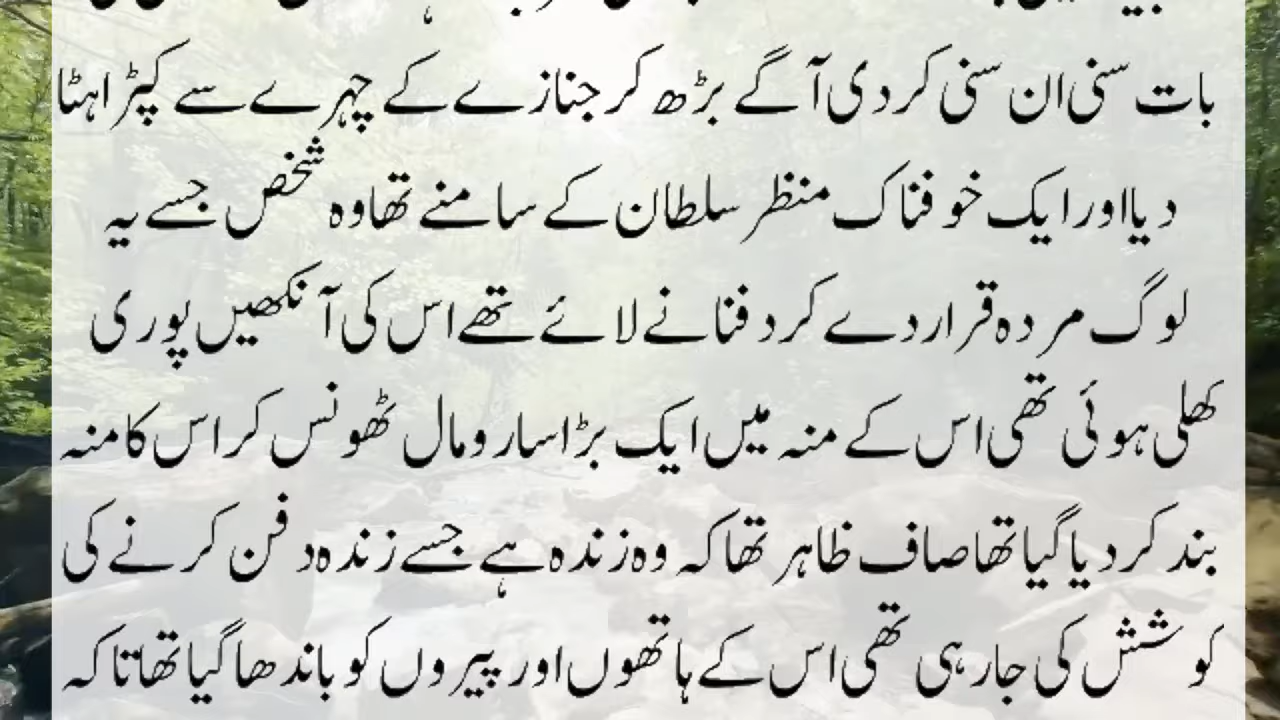 بات سنی ان سنی کر دی آگے بڑھ کر جنازے کے چہرے سے کپڑا ہٹا
دیا اور ایک خوفناک منظر سلطان کے سامنے تھا وہ شخص جسے یہ
لوگ مردہ قرار دے کر دفنانے لائے تھے اس کی آنکھیں پوری
کھلی ہوئی تھی اس کے منہ میں ایک بڑا سا رومال ٹھونس کر اس کا منہ
بند کر دیا گیا تھا صاف ظاہر تھا کہ وہ زندہ ہے جسے زندہ دفن کرنے کی
کوشش کی جا رہی تھی اس کے ہاتھوں اور پیروں کو باندھا گیا تھا تاکہ